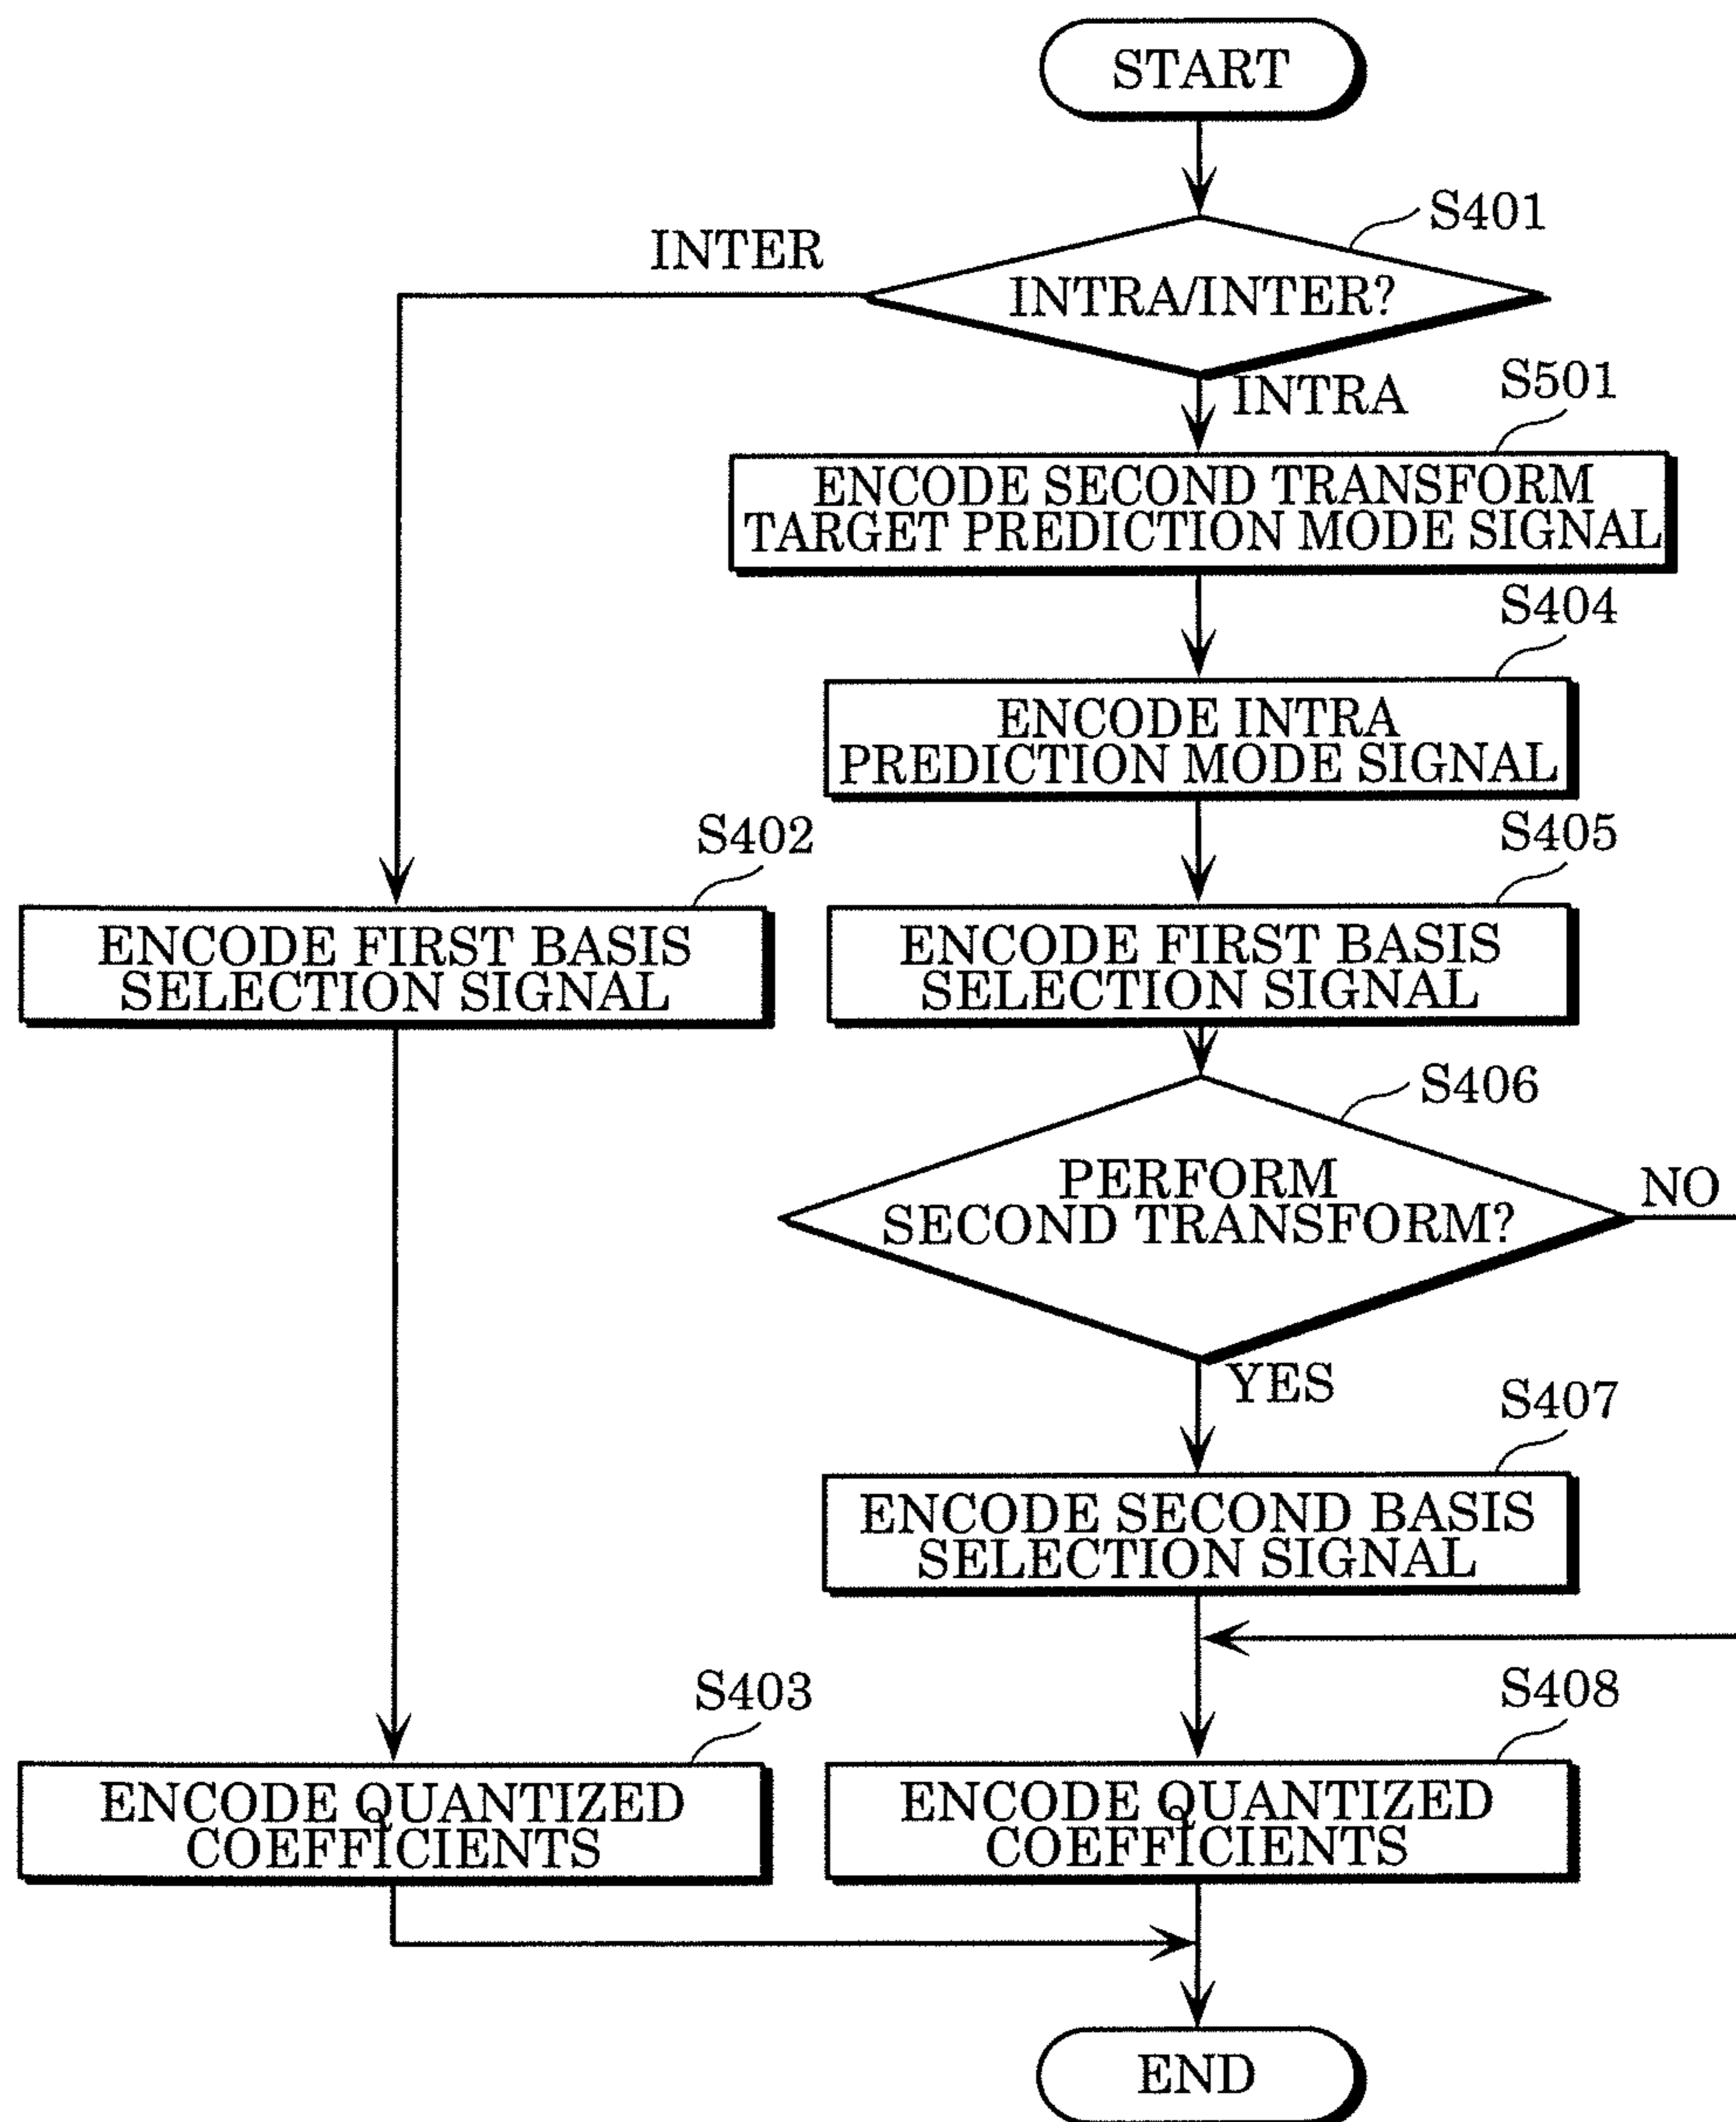 START
S401
INTER
INTRA/INTER?
S501
INTRA
ENCODE SECOND TRANSFORM
TARGET PREDICTION MODE SIGNAL
S404
ENCODE INTRA
PREDICTION MODE SIGNAL
S402
S405
ENCODE FIRST BASIS
SELECTION SIGNAL
ENCODE FIRST BASIS
SELECTION SIGNAL
S406
PERFORM
SECOND TRANSFORM?
NO
YES
S407
ENCODE SECOND BASIS
SELECTION SIGNAL
S403
S408
ENCODE QUANTIZED
COEFFICIENTS
ENCODE QUANTIZED
COEFFICIENTS
END